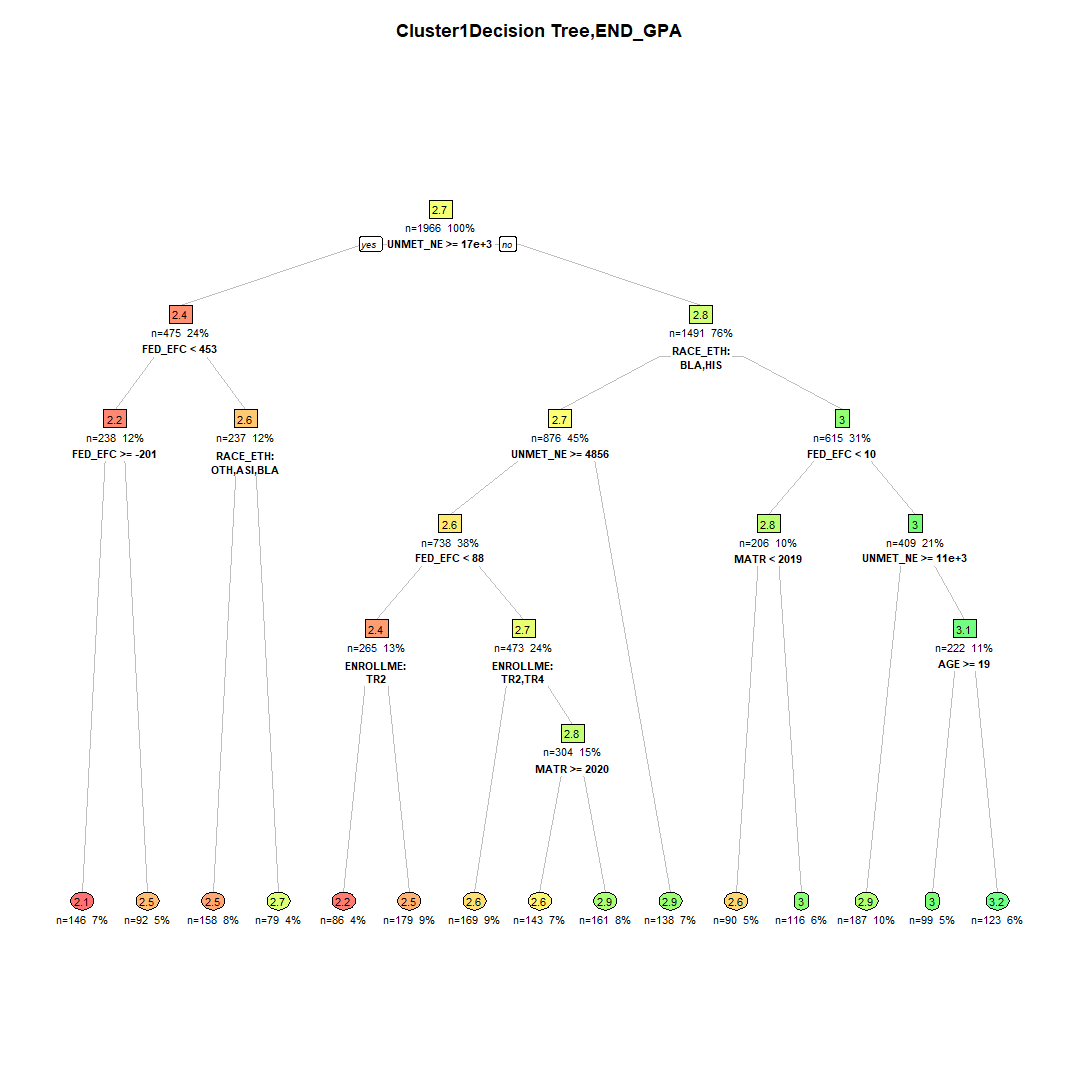 Cluster1Decision Tree,END_GPA
2.7
n=1966 100%
yes UNMET_NE >= 17e+3 no
2.4
n=475 24%
FED_EFC < 453
2.8
n=1491 76%
RACE_ETH:
BLA,HIS
2.2
n=238 12%
FED_EFC >= -201
2.6
n=237 12%
RACE_ETH:
OTH,ASI,BLA
2.7
n=876 45%
UNMET_NE >= 4856
3
n=615 31%
FED_EFC < 10
2.6
n=738 38%
FED_EFC < 88
2.8
n=206 10%
MATR < 2019
3
n=409 21%
UNMET_NE >= 11e+3
2.4
n=265 13%
ENROLLME:
TR2
2.7
n=473 24%
ENROLLME:
TR2,TR4
3.1
n=222 11%
AGE >= 19
2.8
n=304 15%
MATR >= 2020
2.1 2.5 2.5 2.7 2.2 2.5 2.6 2.6 2.9 2.9 2.6 3 2.9 3 3.2
n=146 7% n=92 5% n=158 8% n=79 4% n=86 4% n=179 9% n=169 9% n=143 7% n=161 8% n=138 7% n=90 5% n=116 6% n=187 10% n=99 5% n=123 6%